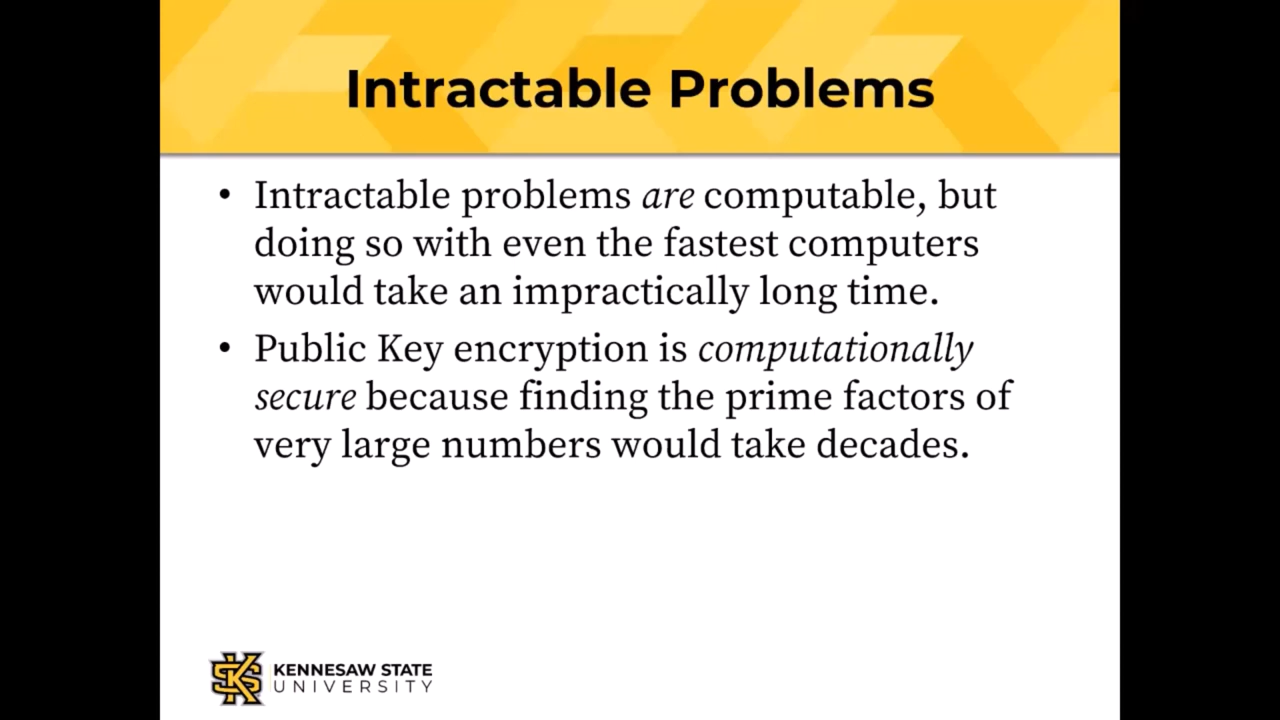 Intractable Problems
• Intractable problems are computable, but
doing so with even the fastest computers
would take an impractically long time.
• Public Key encryption is computationally
secure because finding the prime factors of
very large numbers would take decades.
KENNESAW STATE
UNIVERSITY